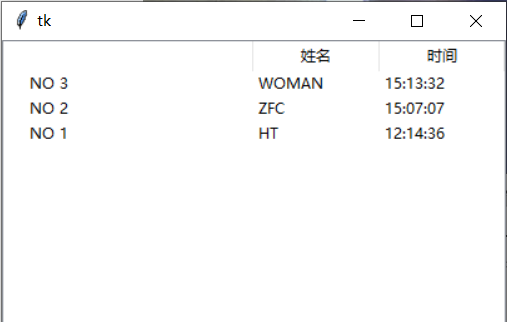 tk
姓名 时间
NO 3 WOMAN 15:13:32
NO 2 ZFC 15:07:07
NO 1 HT 12:14:36